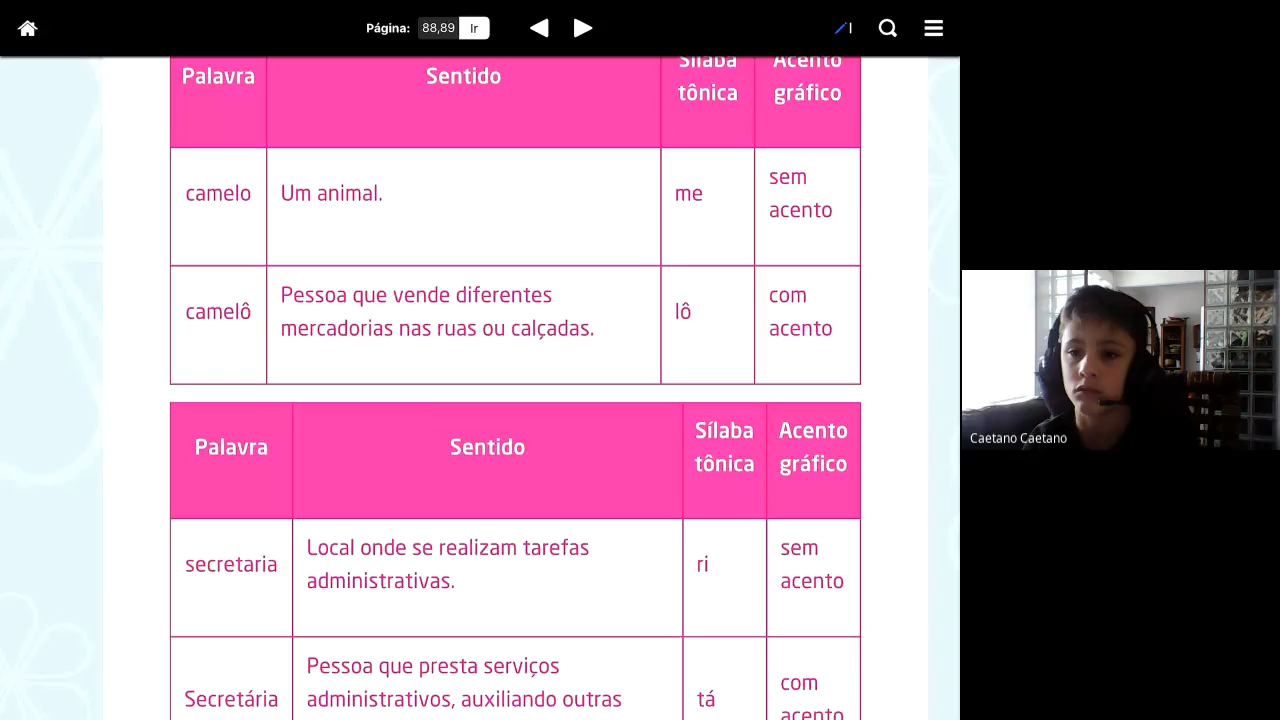 Página: 88,89 Ir
Palavra Sentido Sílaba tônica Acento gráfico
camelo Um animal. me sem acento
camelô Pessoa que vende diferentes mercadorias nas ruas ou calçadas. lô com acento
Palavra Sentido Sílaba tônica Acento gráfico
secretaria Local onde se realizam tarefas administrativas. ri sem acento
Secretária Pessoa que presta serviços administrativos, auxiliando outras tá com acento
Caetano Caetano